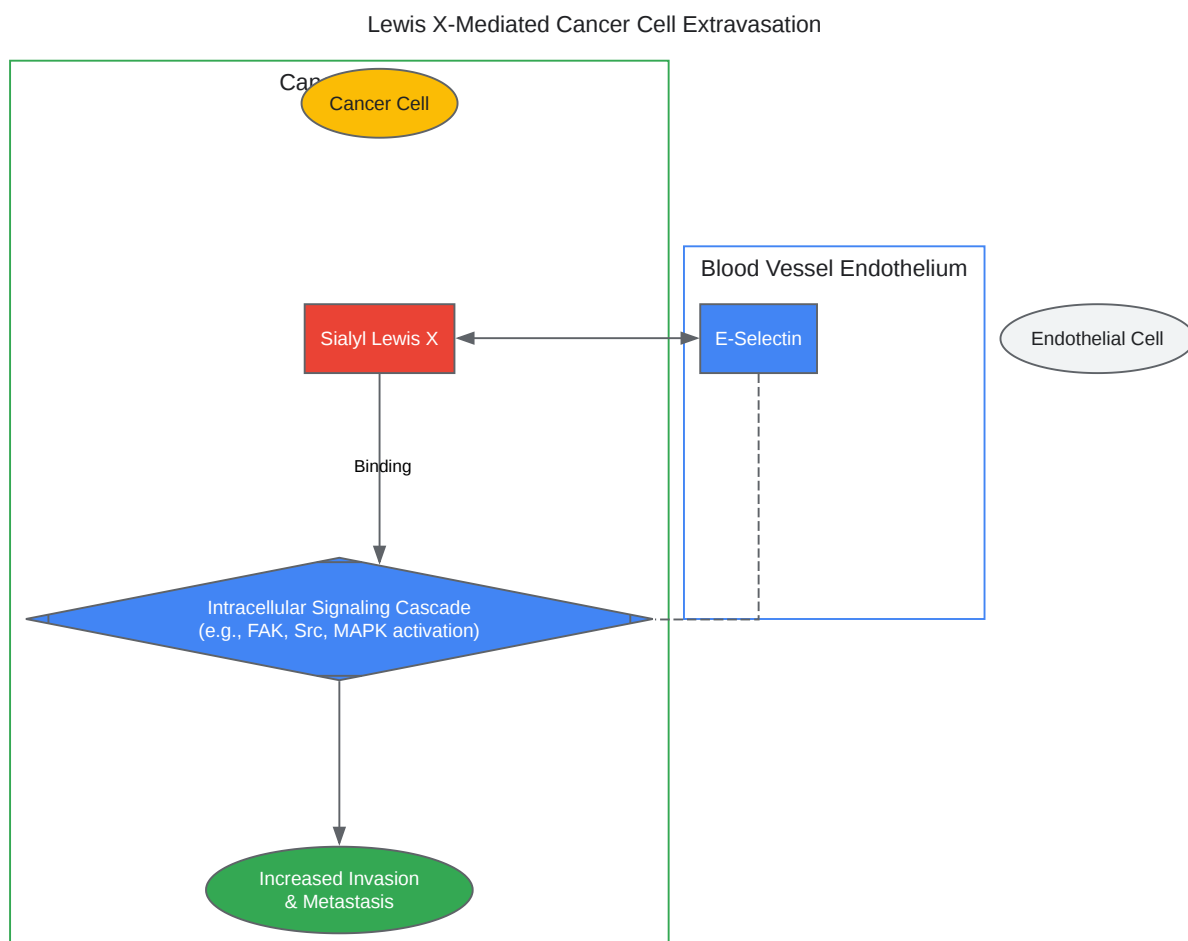 Lewis X-Mediated Cancer Cell Extravasation
Cancer Cell
Blood Vessel Endothelium
Sialyl Lewis X
E-Selectin
Endothelial Cell
Binding
Intracellular Signaling Cascade
(e.g., FAK, Src, MAPK activation)
Increased Invasion
& Metastasis